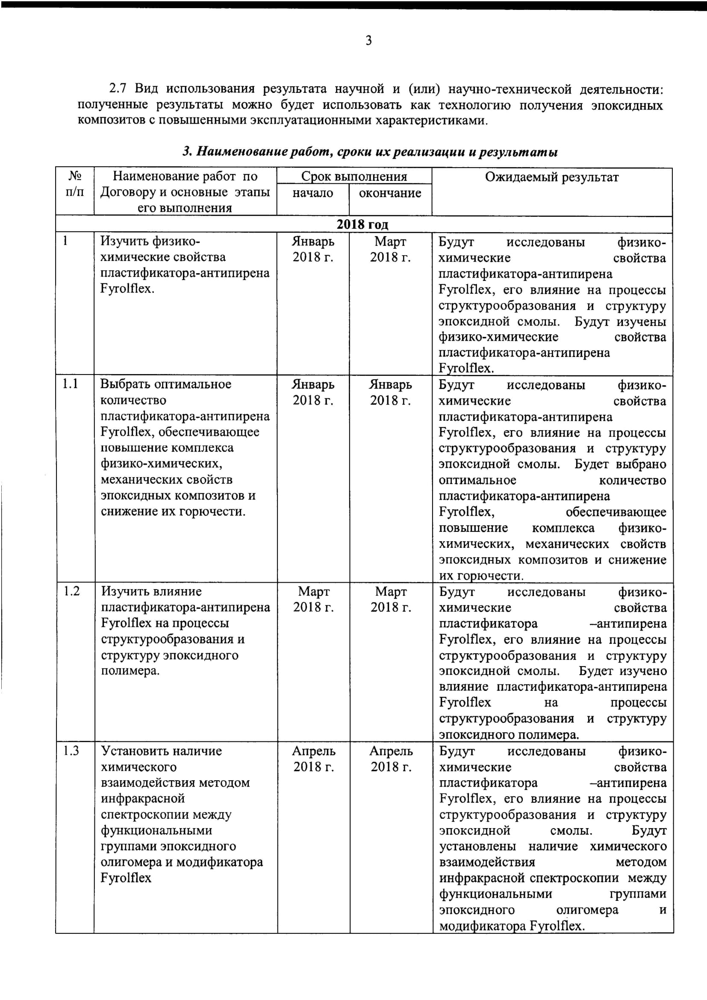 3
2.7 Вид использования результата научной и (или) научно-технической деятельности:
полученные результаты можно будет использовать как технологию получения эпоксидных
композитов с повышенными эксплуатационными характеристиками.
3. Наименование работ, сроки их реализации и результаты
№
п/п
Наименование работ по
Договору и основные этапы
его выполнения
Срок выполнения
начало
окончание
Ожидаемый результат
2018 год
1
Изучить физико-
химические свойства
пластификатора-антипирена
Fyrolflex.
Январь
2018 г.
Март
2018 г.
Будут исследованы физико-
химические свойства
пластификатора-антипирена
Fyrolflex, его влияние на процессы
структурообразования и структуру
эпоксидной смолы. Будут изучены
физико-химические свойства
пластификатора-антипирена
Fyrolflex.
1.1
Выбрать оптимальное
количество
пластификатора-антипирена
Fyrolflex, обеспечивающее
повышение комплекса
физико-химических,
механических свойств
эпоксидных композитов и
снижение их горючести.
Январь
2018 г.
Январь
2018 г.
Будут исследованы физико-
химические свойства
пластификатора-антипирена
Fyrolflex, его влияние на процессы
структурообразования и структуру
эпоксидной смолы. Будет выбрано
оптимальное количество
пластификатора-антипирена
Fyrolflex, обеспечивающее
повышение комплекса физико-
химических, механических свойств
эпоксидных композитов и снижение
их горючести.
1.2
Изучить влияние
пластификатора-антипирена
Fyrolflex на процессы
структурообразования и
структуру эпоксидного
полимера.
Март
2018 г.
Март
2018 г.
Будут исследованы физико-
химические свойства
пластификатора –антипирена
Fyrolflex, его влияние на процессы
структурообразования и структуру
эпоксидной смолы. Будет изучено
влияние пластификатора-антипирена
Fyrolflex на процессы
структурообразования и структуру
эпоксидного полимера.
1.3
Установить наличие
химического
взаимодействия методом
инфракрасной
спектроскопии между
функциональными
группами эпоксидного
олигомера и модификатора
Fyrolflex
Апрель
2018 г.
Апрель
2018 г.
Будут исследованы физико-
химические свойства
пластификатора –антипирена
Fyrolflex, его влияние на процессы
структурообразования и структуру
эпоксидной смолы. Будут
установлены наличие химического
взаимодействия методом
инфракрасной спектроскопии между
функциональными группами
эпоксидного олигомера и
модификатора Fyrolflex.